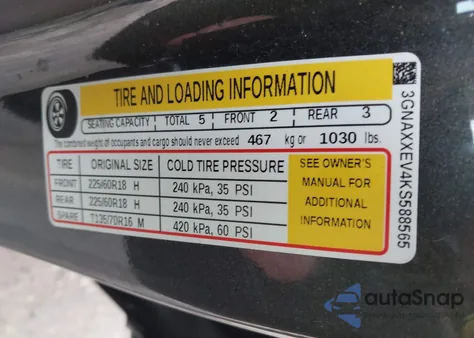 TIRE AND LOADING INFORMATION
SEATING CAPACITY TOTAL 5 FRONT 2 REAR 3
The combined weight of occupants and cargo should never exceed 467 kg or 1030 lbs.
TIRE ORIGINAL SIZE COLD TIRE PRESSURE
FRONT 225/60R18 H 240 kPa, 35 PSI
REAR 225/60R18 H 240 kPa, 35 PSI
SPARE T135/70R16 M 420 kPa, 60 PSI
SEE OWNER'S
MANUAL FOR
ADDITIONAL
INFORMATION
3GNAXXEV4KS588565
autaSnap